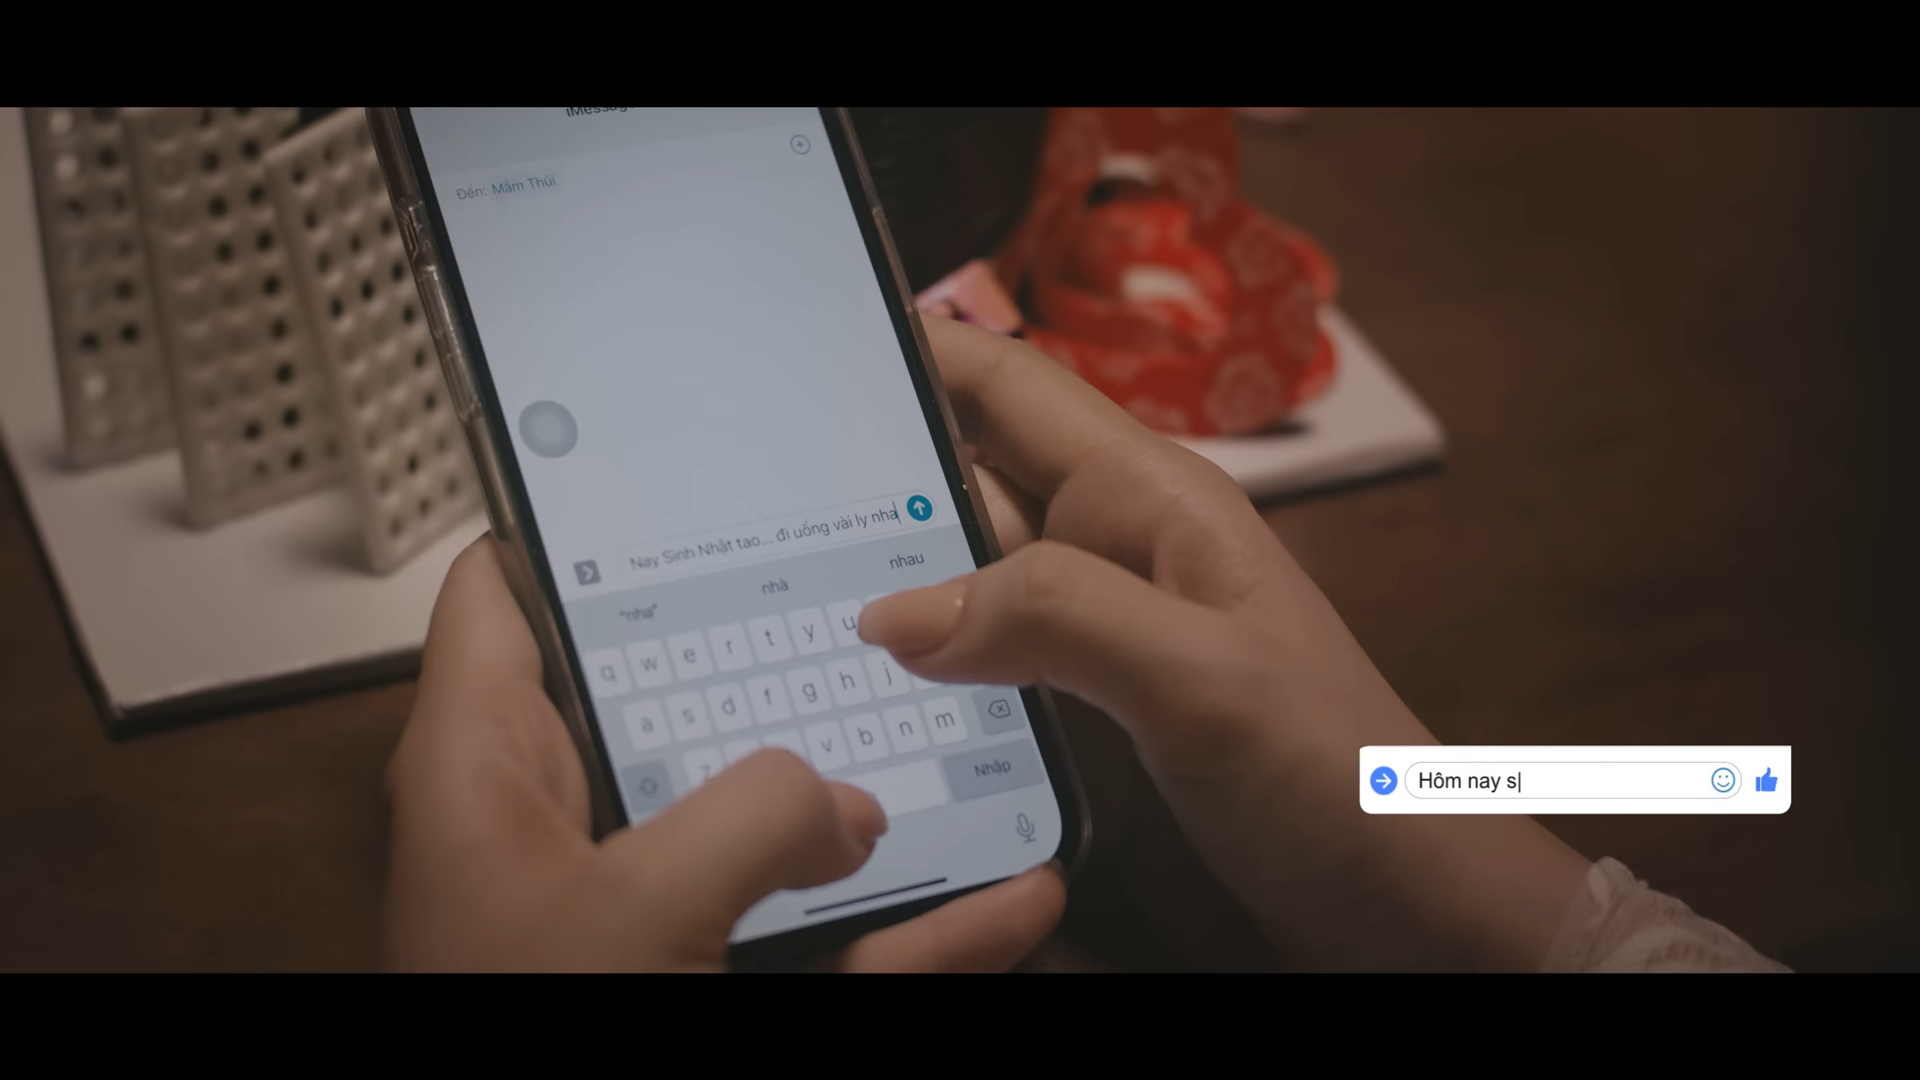 iMessage
Đến: Mắm Thúi
Nay Sinh Nhật tao... đi uống vài ly nha
"nha" nhà nhau
q w e r t y u
a s d f g h j
z v b n m
Nhập
Hôm nay s